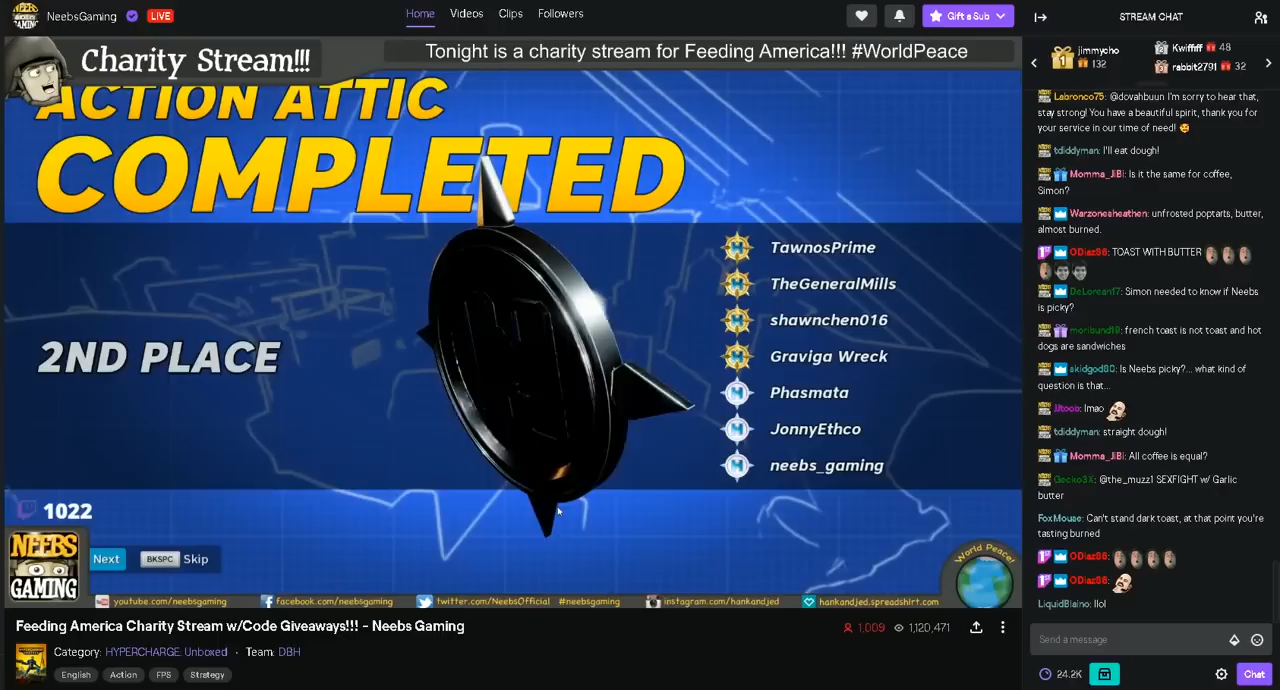 NeebsGaming LIVE
Home Videos Clips Followers
Gift a Sub
STREAM CHAT
Charity Stream!!!
Tonight is a charity stream for Feeding America!!! #WorldPeace
ACTION ATTIC
COMPLETED
2ND PLACE
TawnosPrime
TheGeneralMills
shawnchen016
Graviga Wreck
Phasmata
JonnyEthco
neebs_gaming
1022
NEEBS
GAMING
Next BKSPC Skip
World Peace!
youtube.com/neebsgaming facebook.com/neebsgaming twitter.com/NeebsOfficial #neebsgaming instagram.com/hankandjed hankandjed.spreadshirt.com
Feeding America Charity Stream w/Code Giveaways!!! - Neebs Gaming
1,009 1,120,471
Category: HYPERCHARGE: Unboxed · Team: DBH
English Action FPS Strategy
1 jimmycho
132
Kwiffiff 48
rabbit2791 32
Labronco75: @dovahbuun I'm sorry to hear that,
stay strong! You have a beautiful spirit, thank you for
your service in our time of need!
tdiddyman: I'll eat dough!
Momma_JiBi: Is it the same for coffee,
Simon?
Warzonesheathen: unfrosted poptarts, butter,
almost burned.
ODiaz86: TOAST WITH BUTTER
DeLorean17: Simon needed to know if Neebs
is picky?
moribund18: french toast is not toast and hot
dogs are sandwiches
skidgod80: Is Neebs picky?... what kind of
question is that...
JJtoob: lmao
tdiddyman: straight dough!
Momma_JiBi: All coffee is equal?
Gecko3X: @the_muzz1 SEXFIGHT w/ Garlic
butter
FoxMouse: Can't stand dark toast, at that point you're
tasting burned
ODiaz86:
ODiaz86:
LiquidBlaino: llol
Send a message
24.2K
Chat